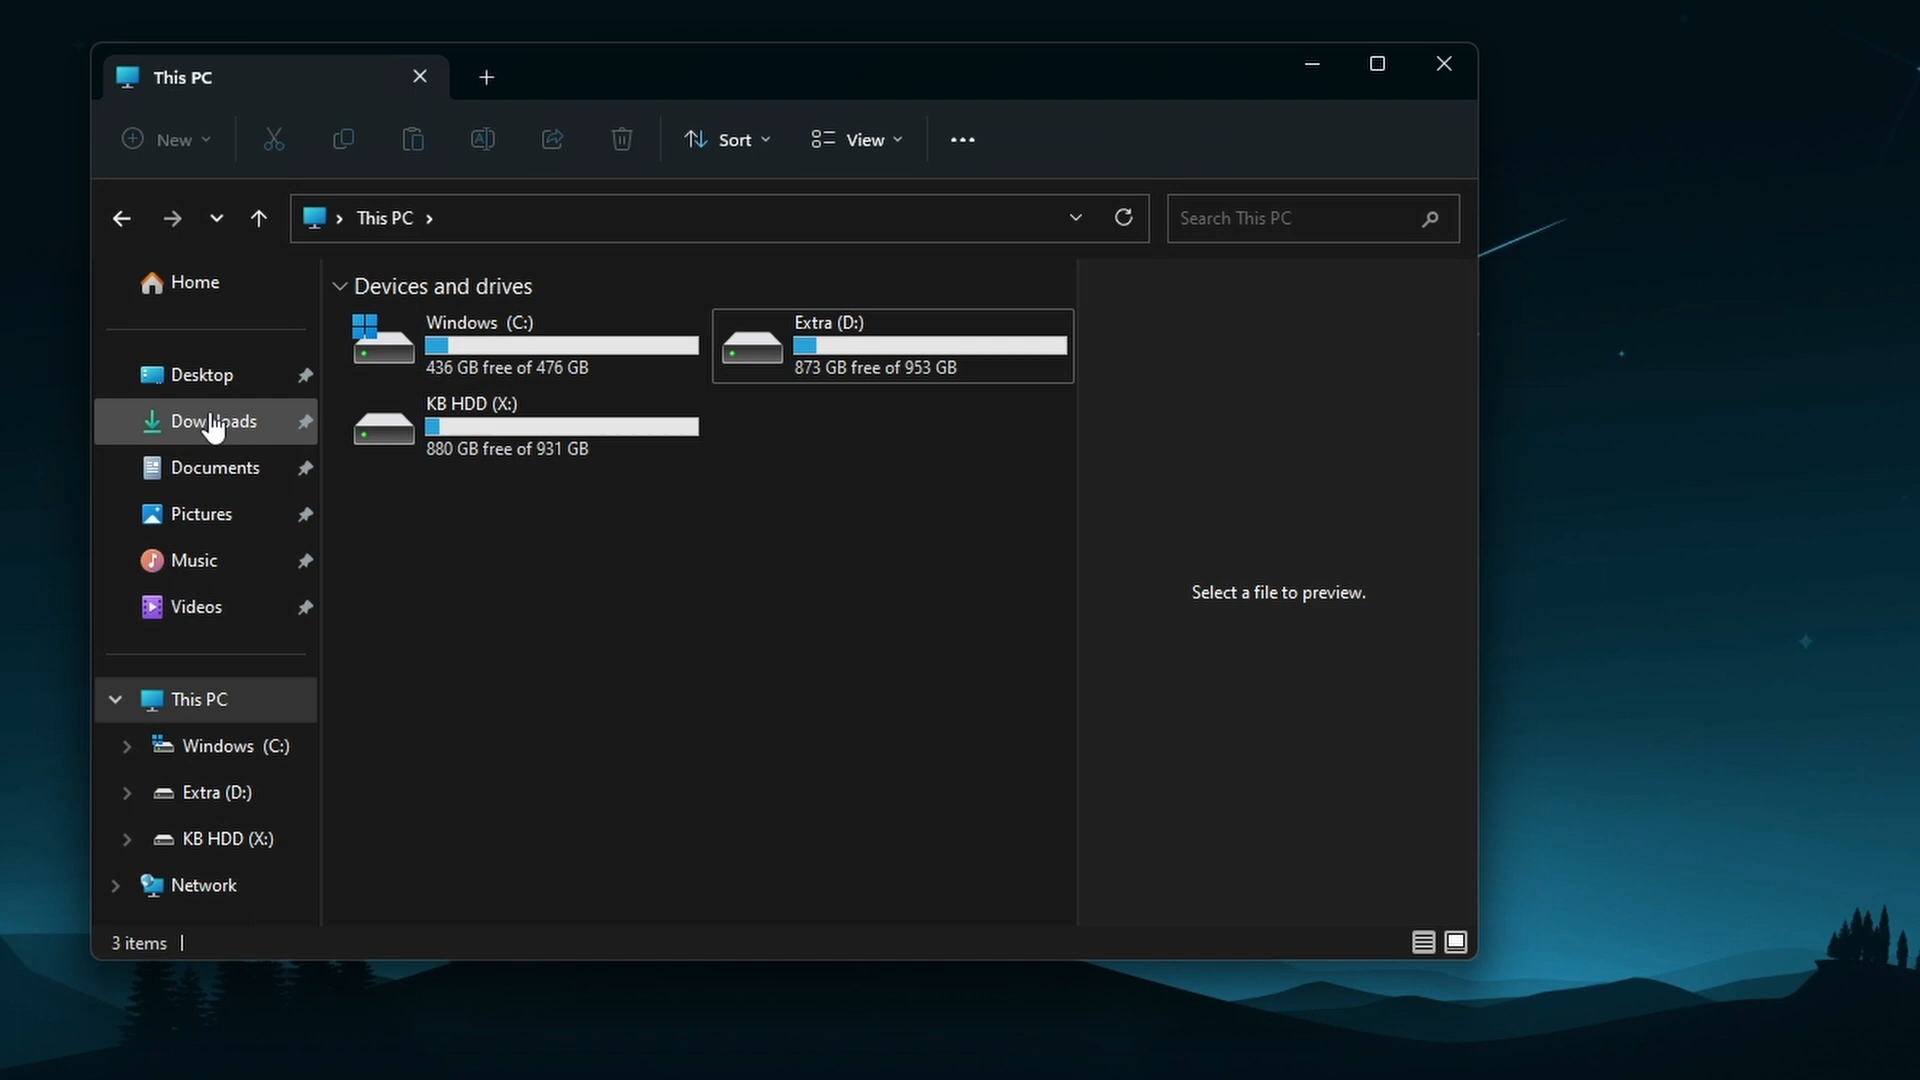 This PC
New
Sort
View
This PC
Search This PC
Home
Desktop
Downloads
Documents
Pictures
Music
Videos
This PC
Windows (C:)
Extra (D:)
KB HDD (X:)
Network
Devices and drives
Windows (C:)
436 GB free of 476 GB
Extra (D:)
873 GB free of 953 GB
KB HDD (X:)
880 GB free of 931 GB
Select a file to preview.
3 items